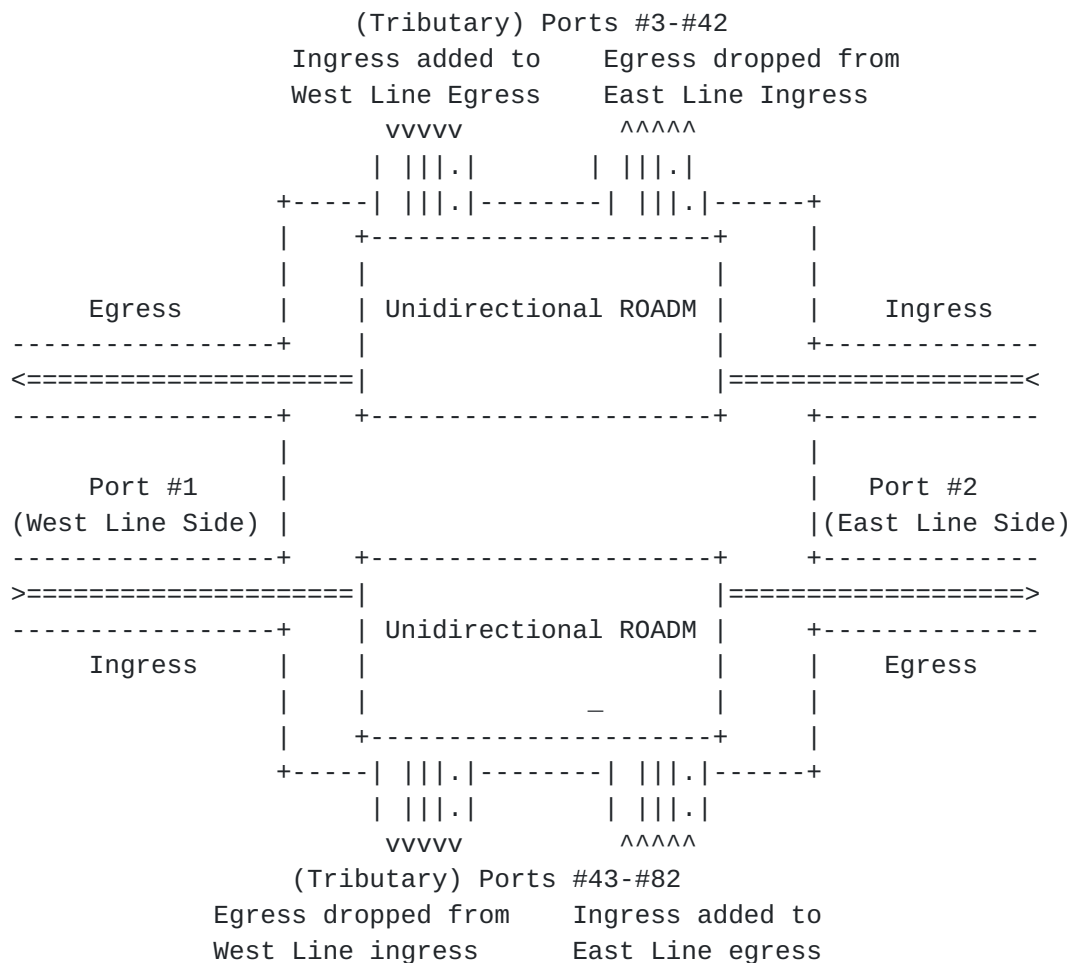 (Tributary) Ports #3-#42
Ingress added to    Egress dropped from
West Line Egress    East Line Ingress
vvvvv          ^^^^^
| |||.|       | |||.|
+-----| |||.|--------| |||.|------+
|    +----------------------+     |
|    |                      |     |
Egress      |    | Unidirectional ROADM |     |    Ingress
-----------------+    |                      |     +--------------
<=====================|                      |===================<
-----------------+    +----------------------+     +--------------
|                                  |
Port #1     |                                  |   Port #2
(West Line Side) |                                  |(East Line Side)
-----------------+    +----------------------+     +--------------
>=====================|                      |===================>
-----------------+    | Unidirectional ROADM |     +--------------
Ingress    |    |                      |     |    Egress
|    |              _       |     |
|    +----------------------+     |
+-----| |||.|--------| |||.|------+
| |||.|        | |||.|
vvvvv          ^^^^^
(Tributary) Ports #43-#82
Egress dropped from    Ingress added to
West Line ingress      East Line egress